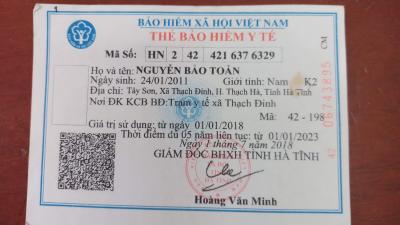 BẢO HIỂM XÃ HỘI VIỆT NAM
THẺ BẢO HIỂM Y TẾ
Mã Số: HN 2 42 421 637 6329
Họ và tên: NGUYỄN BẢO TOÀN
Ngày sinh: 24/01/2011 Giới tính: Nam K2
Địa chỉ: Tây Sơn, Xã Thạch Đỉnh, H. Thạch Hà, Tỉnh Hà Tĩnh
Nơi ĐK KCB BĐ: Trạm y tế xã Thạch Đỉnh
Mã: 42 - 198
Giá trị sử dụng: từ ngày 01/01/2018
Thời điểm đủ 05 năm liên tục: từ 01/01/2023
Ngày 1 tháng 7 năm 2018
GIÁM ĐỐC BHXH TỈNH HÀ TĨNH
Hoàng Văn Minh
CM
42 06743895